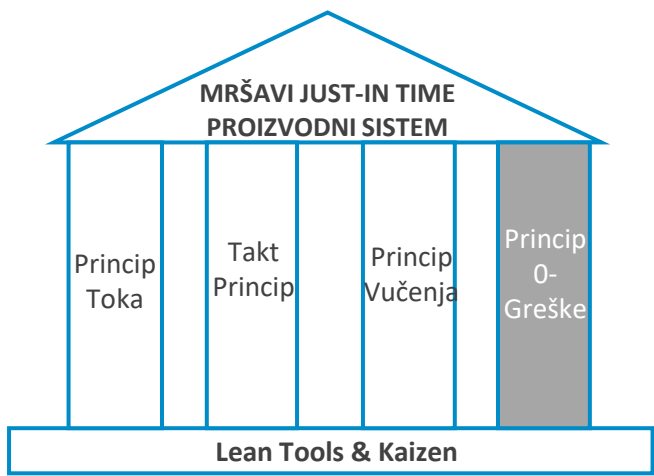 MRŠAVI JUST-IN TIME
PROIZVODNI SISTEM
Princip
Toka
Takt
Princip
Princip
Vučenja
Princip
0-
Greške
Lean Tools & Kaizen